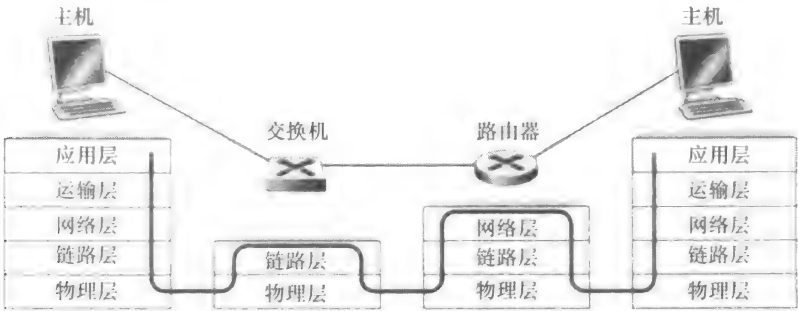 主机
主机
交换机
路由器
应用层
应用层
运输层
运输层
网络层
网络层
网络层
链路层
链路层
链路层
链路层
物理层
物理层
物理层
物理层